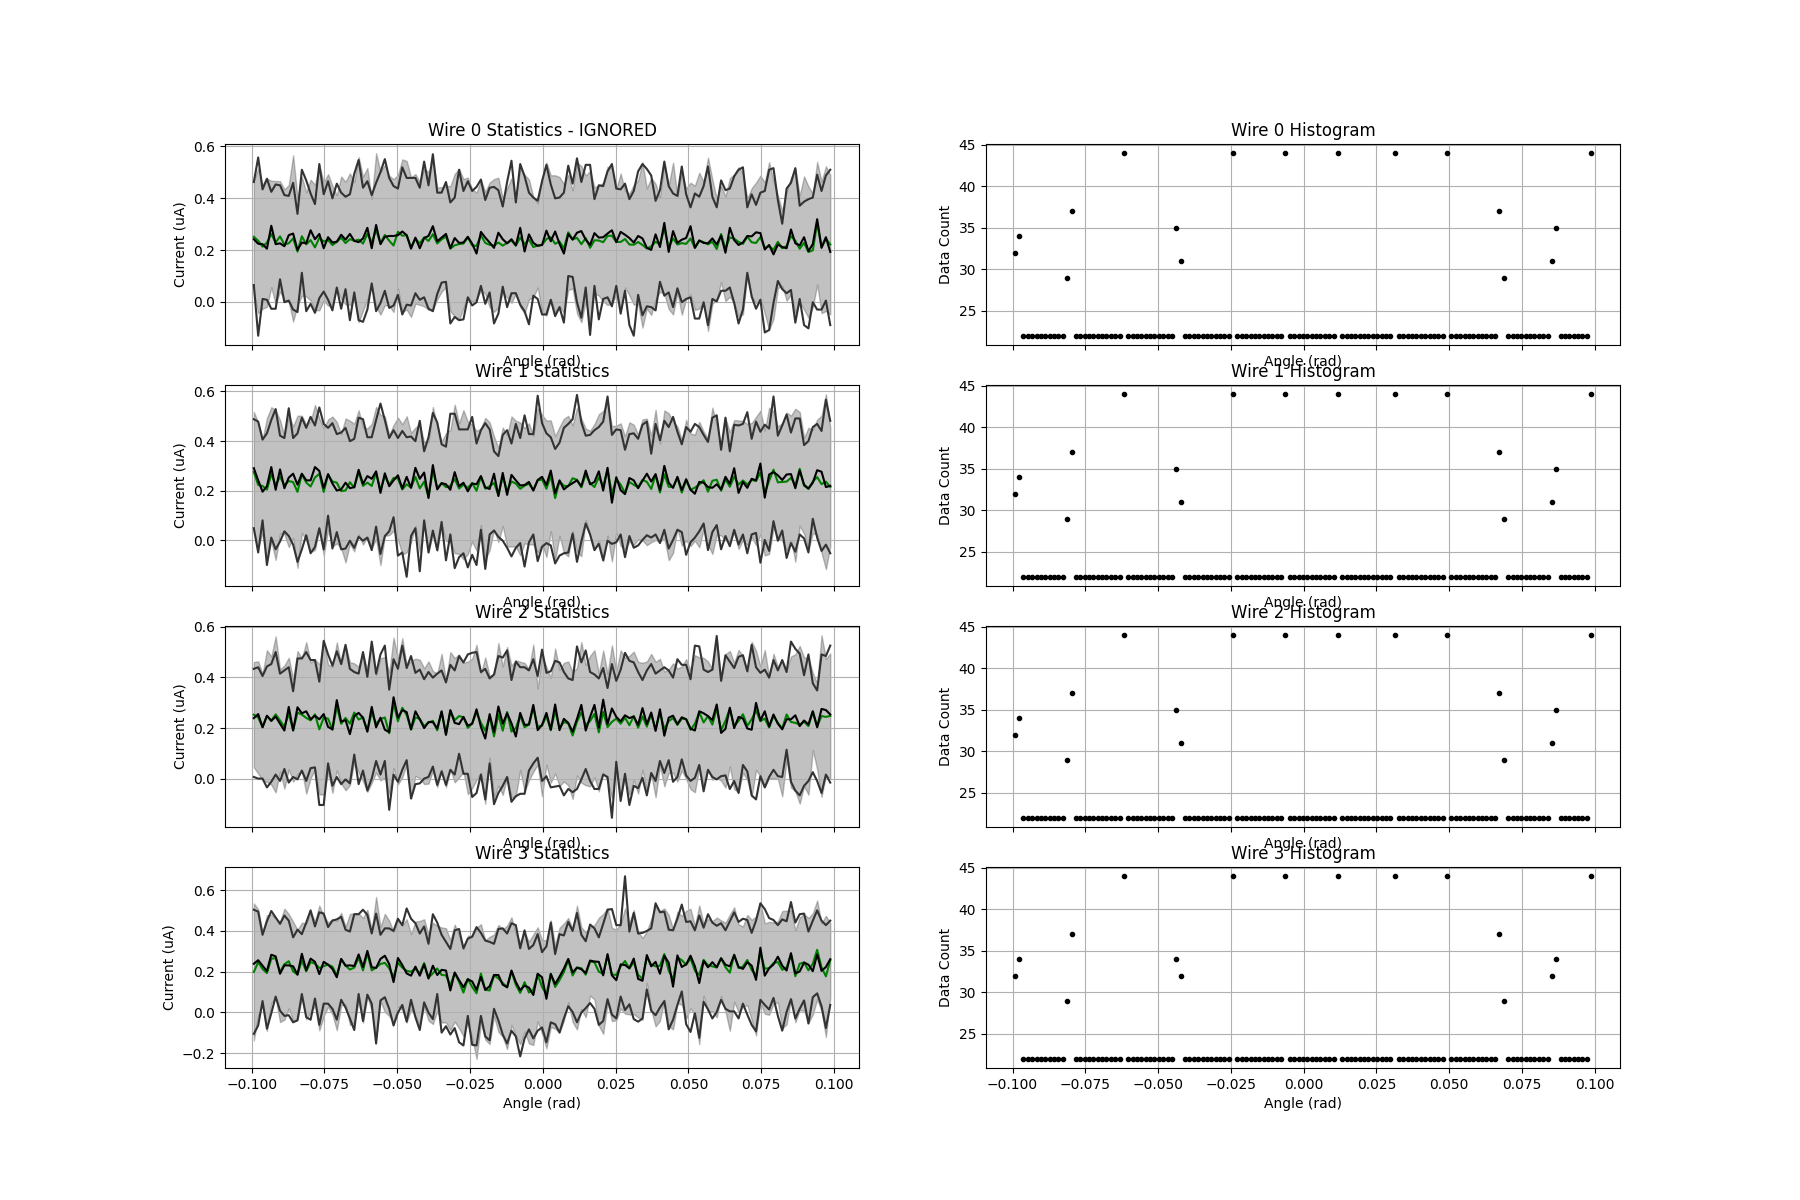 Wire 0 Statistics - IGNORED
Current (uA)
0.6
0.4
0.2
0.0
Angle (rad)
Wire 0 Histogram
Data Count
45
40
35
30
25
Angle (rad)
Wire 1 Statistics
Current (uA)
0.6
0.4
0.2
0.0
Angle (rad)
Wire 1 Histogram
Data Count
45
40
35
30
25
Angle (rad)
Wire 2 Statistics
Current (uA)
0.6
0.4
0.2
0.0
Angle (rad)
Wire 2 Histogram
Data Count
45
40
35
30
25
Angle (rad)
Wire 3 Statistics
Current (uA)
0.6
0.4
0.2
0.0
−0.2
−0.100 −0.075 −0.050 −0.025 0.000 0.025 0.050 0.075 0.100
Angle (rad)
Wire 3 Histogram
Data Count
45
40
35
30
25
−0.100 −0.075 −0.050 −0.025 0.000 0.025 0.050 0.075 0.100
Angle (rad)